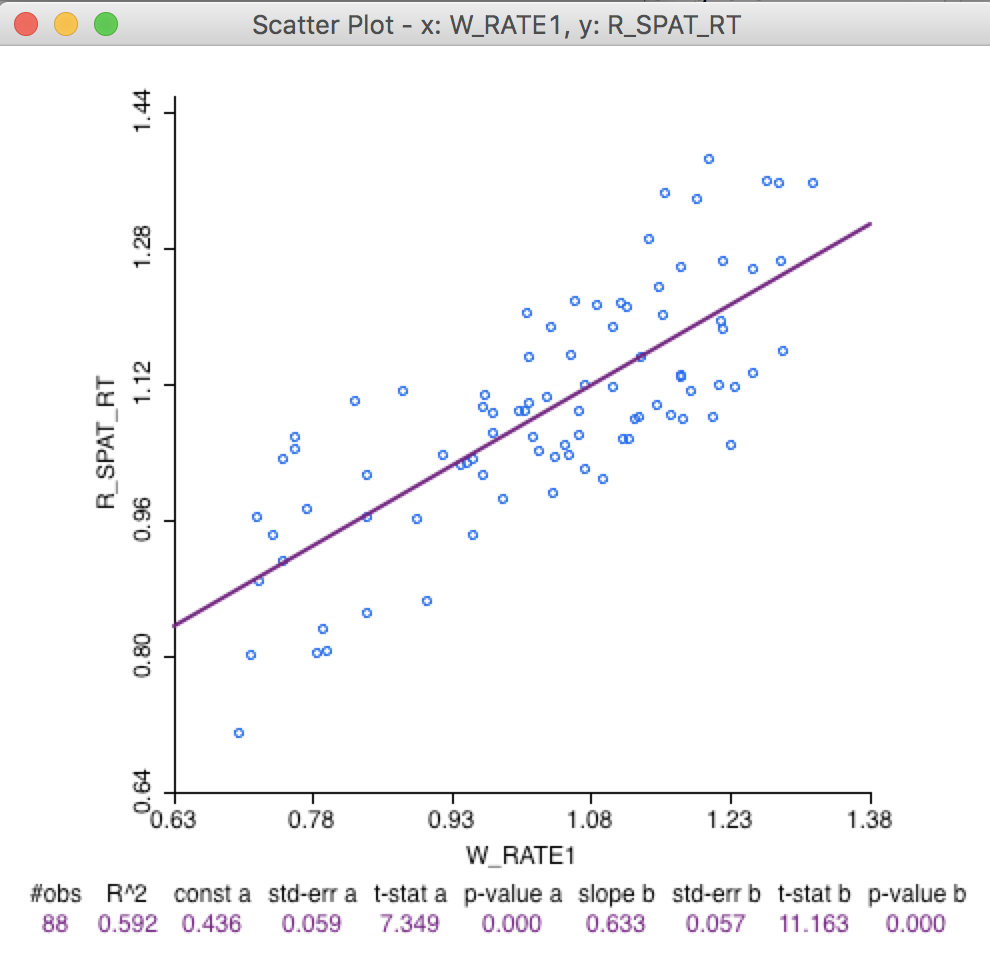 Scatter Plot - x: W_RATE1, y: R_SPAT_RT
1.44
1.28
1.12
0.96
0.80
0.64
R_SPAT_RT
0.63 0.78 0.93 1.08 1.23 1.38
W_RATE1
#obs R^2 const a std-err a t-stat a p-value a slope b std-err b t-stat b p-value b
88 0.592 0.436 0.059 7.349 0.000 0.633 0.057 11.163 0.000